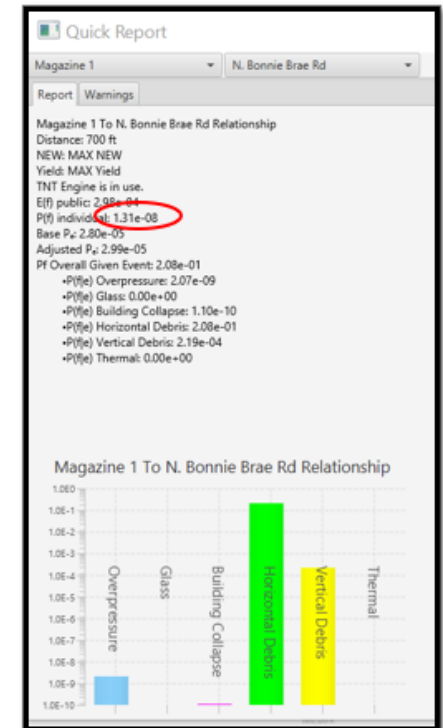 Quick Report
Magazine 1 N. Bonnie Brae Rd
Report Warnings
Magazine 1 To N. Bonnie Brae Rd Relationship
Distance: 700 ft
NEW: MAX NEW
Yield: MAX Yield
TNT Engine is in use.
E(f) public: 2.98e-04
P(f) individual: 1.31e-08
Base Pₑ: 2.80e-05
Adjusted Pₑ: 2.99e-05
Pf Overall Given Event: 2.08e-01
•P(f|e) Overpressure: 2.07e-09
•P(f|e) Glass: 0.00e+00
•P(f|e) Building Collapse: 1.10e-10
•P(f|e) Horizontal Debris: 2.08e-01
•P(f|e) Vertical Debris: 2.19e-04
•P(f|e) Thermal: 0.00e+00
Magazine 1 To N. Bonnie Brae Rd Relationship
1.0E0
1.0E-1
1.0E-2
1.0E-3
1.0E-4
1.0E-5
1.0E-6
1.0E-7
1.0E-8
1.0E-9
1.0E-10
Overpressure
Glass
Building Collapse
Horizontal Debris
Vertical Debris
Thermal